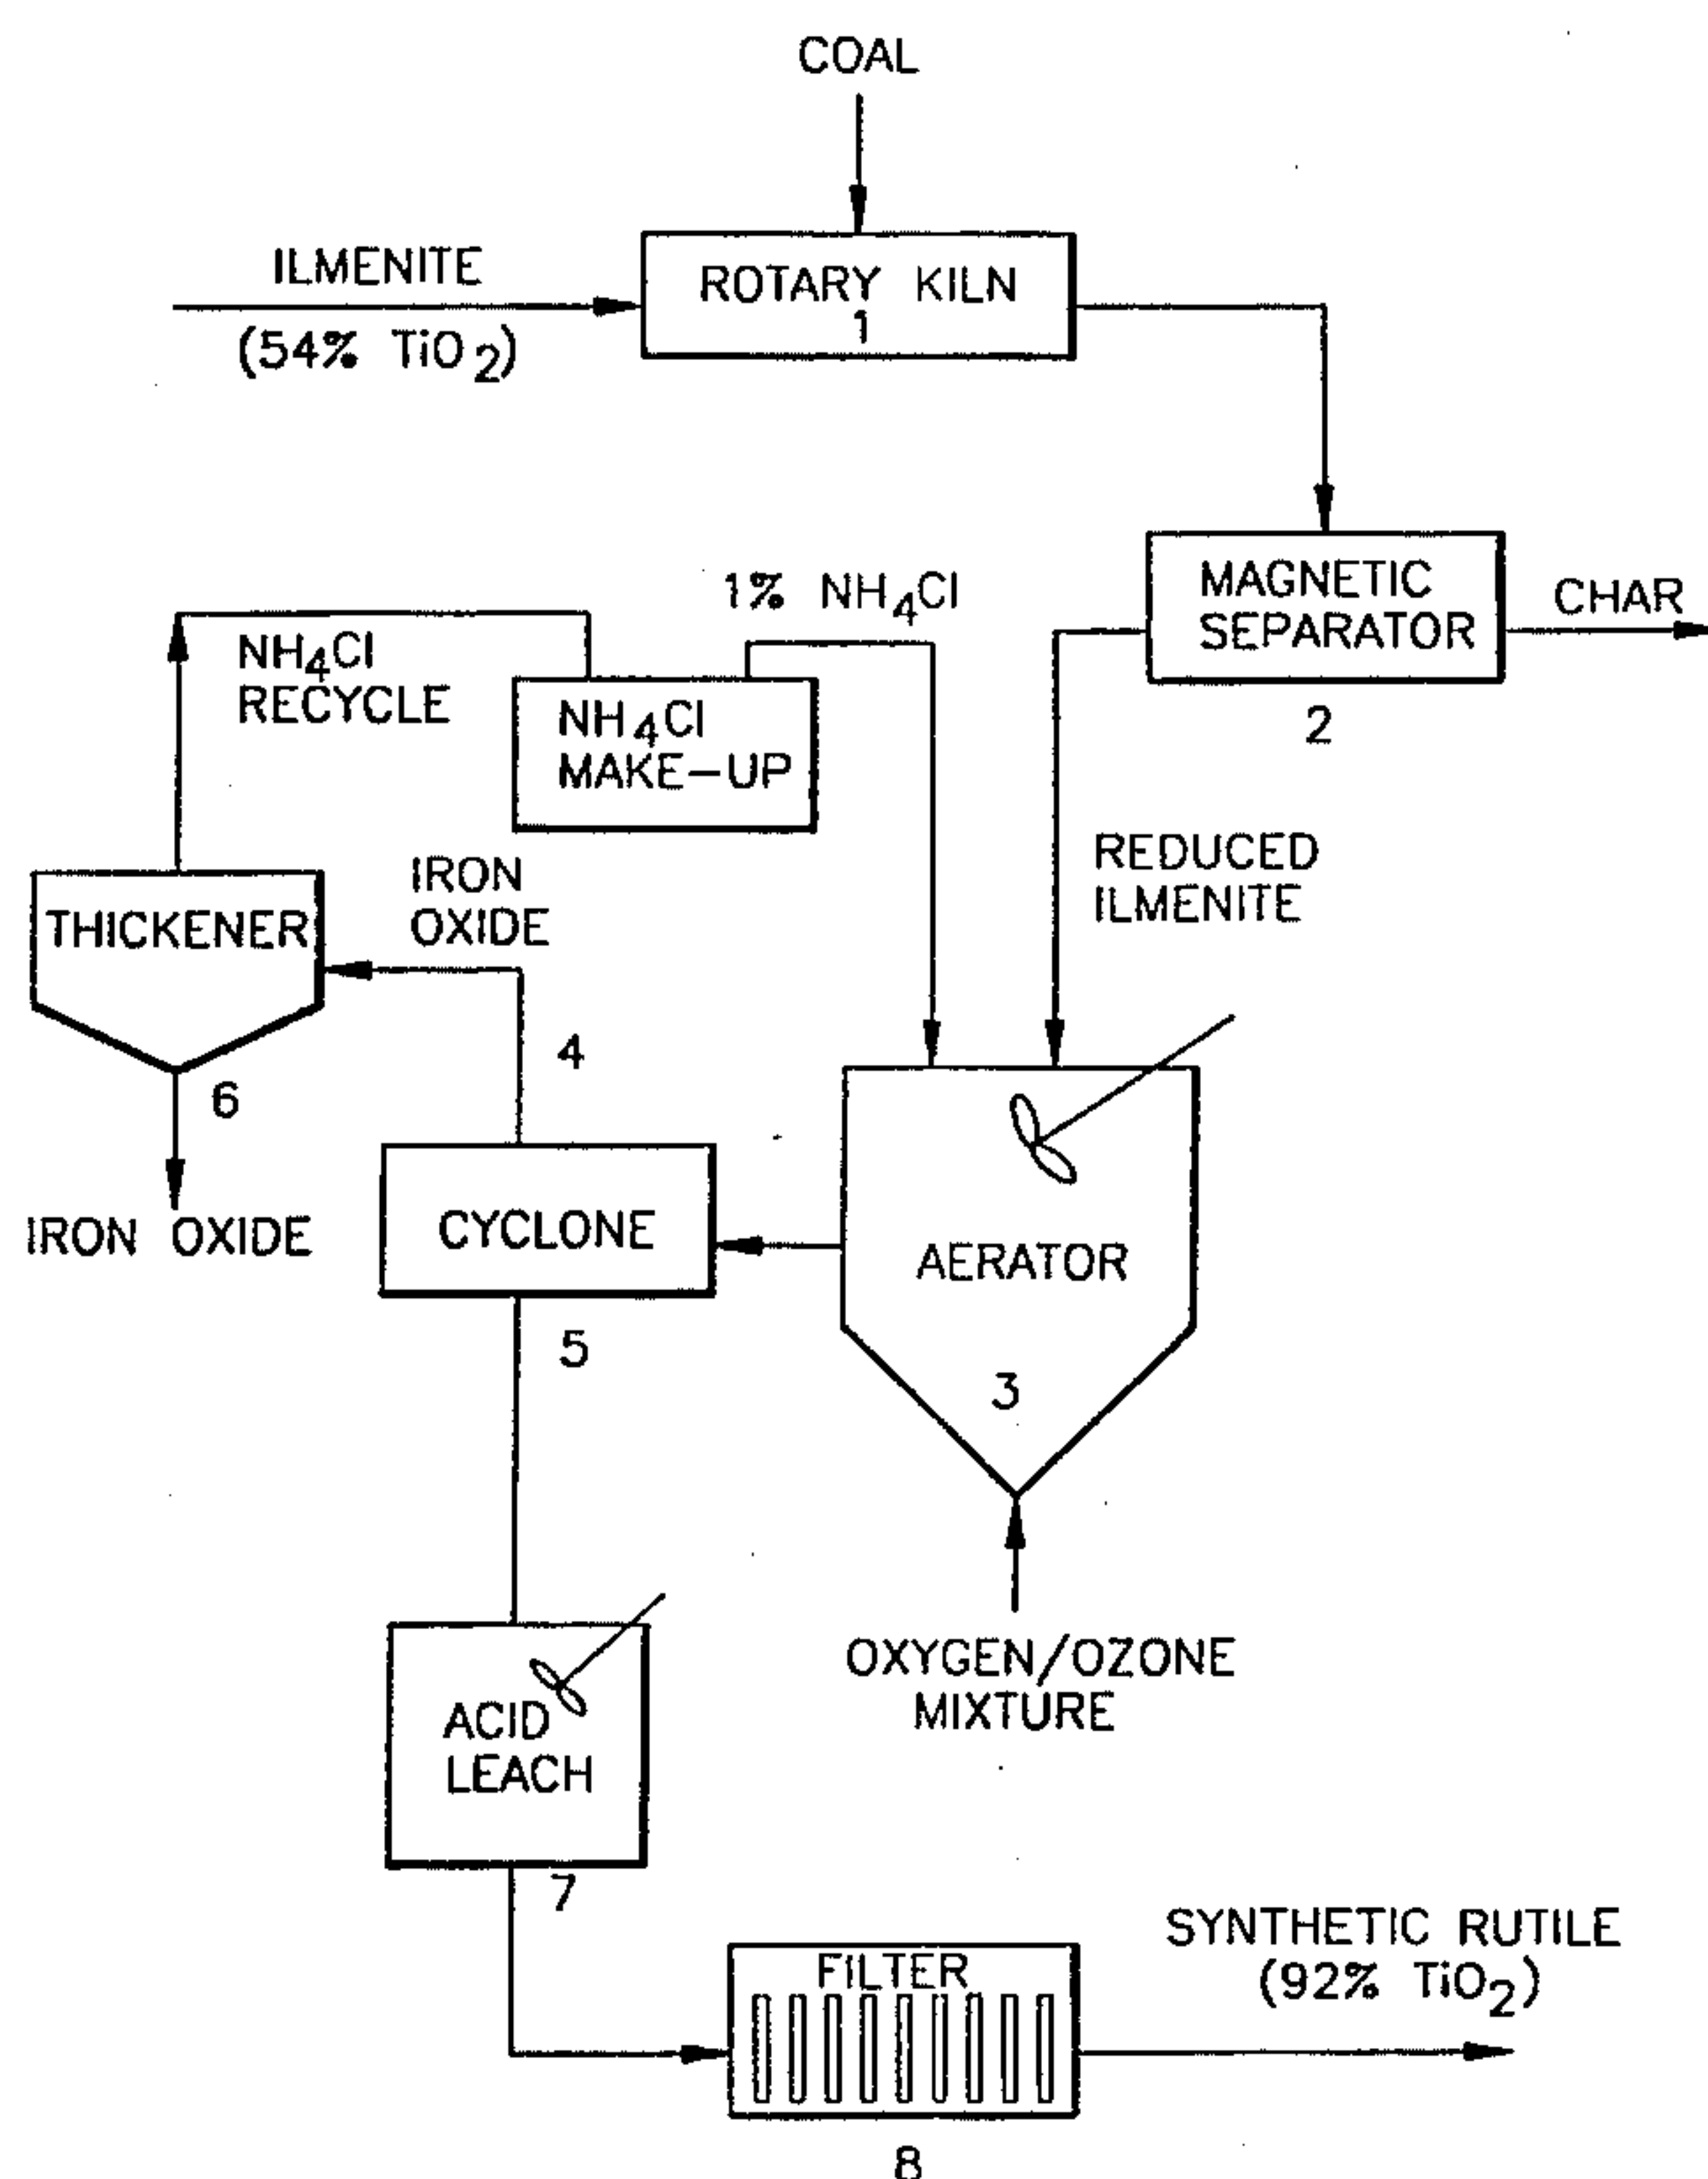 COAL
ILMENITE
(54% TiO2)
ROTARY KILN
1
MAGNETIC
SEPARATOR
CHAR
2
1% NH4Cl
NH4Cl
RECYCLE
NH4Cl
MAKE-UP
REDUCED
ILMENITE
THICKENER
IRON
OXIDE
4
6
IRON OXIDE
CYCLONE
5
AERATOR
3
OXYGEN/OZONE
MIXTURE
ACID
LEACH
7
FILTER
8
SYNTHETIC RUTILE
(92% TiO2)